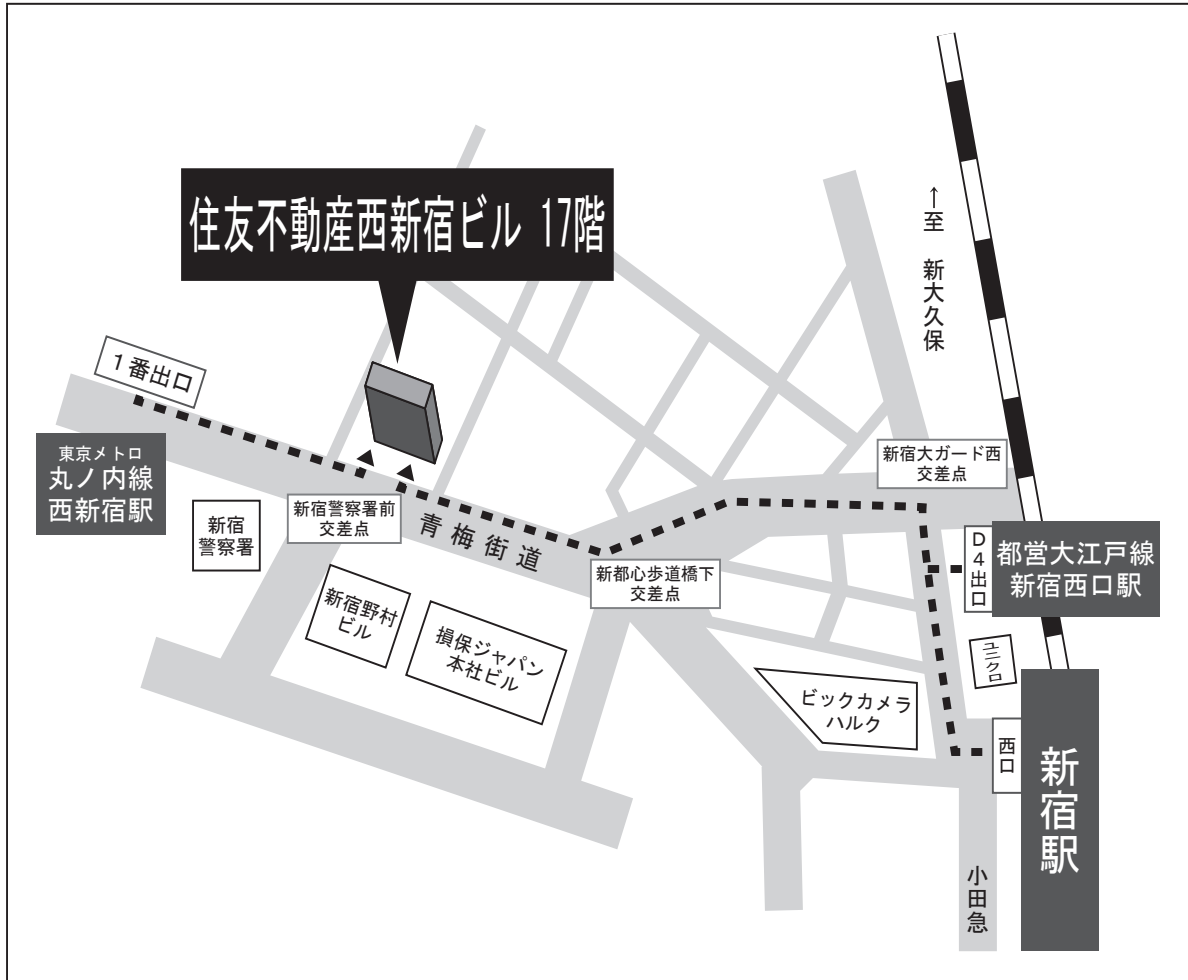 住友不動産西新宿ビル 17階
↑至 新大久保
1番出口
東京メトロ
丸ノ内線
西新宿駅
新宿
警察署
新宿警察署前
交差点
青梅街道
新宿大ガード西
交差点
新都心歩道橋下
交差点
D4出口
都営大江戸線
新宿西口駅
新宿野村
ビル
損保ジャパン
本社ビル
ユニクロ
ビックカメラ
ハルク
西口
新宿駅
小田急